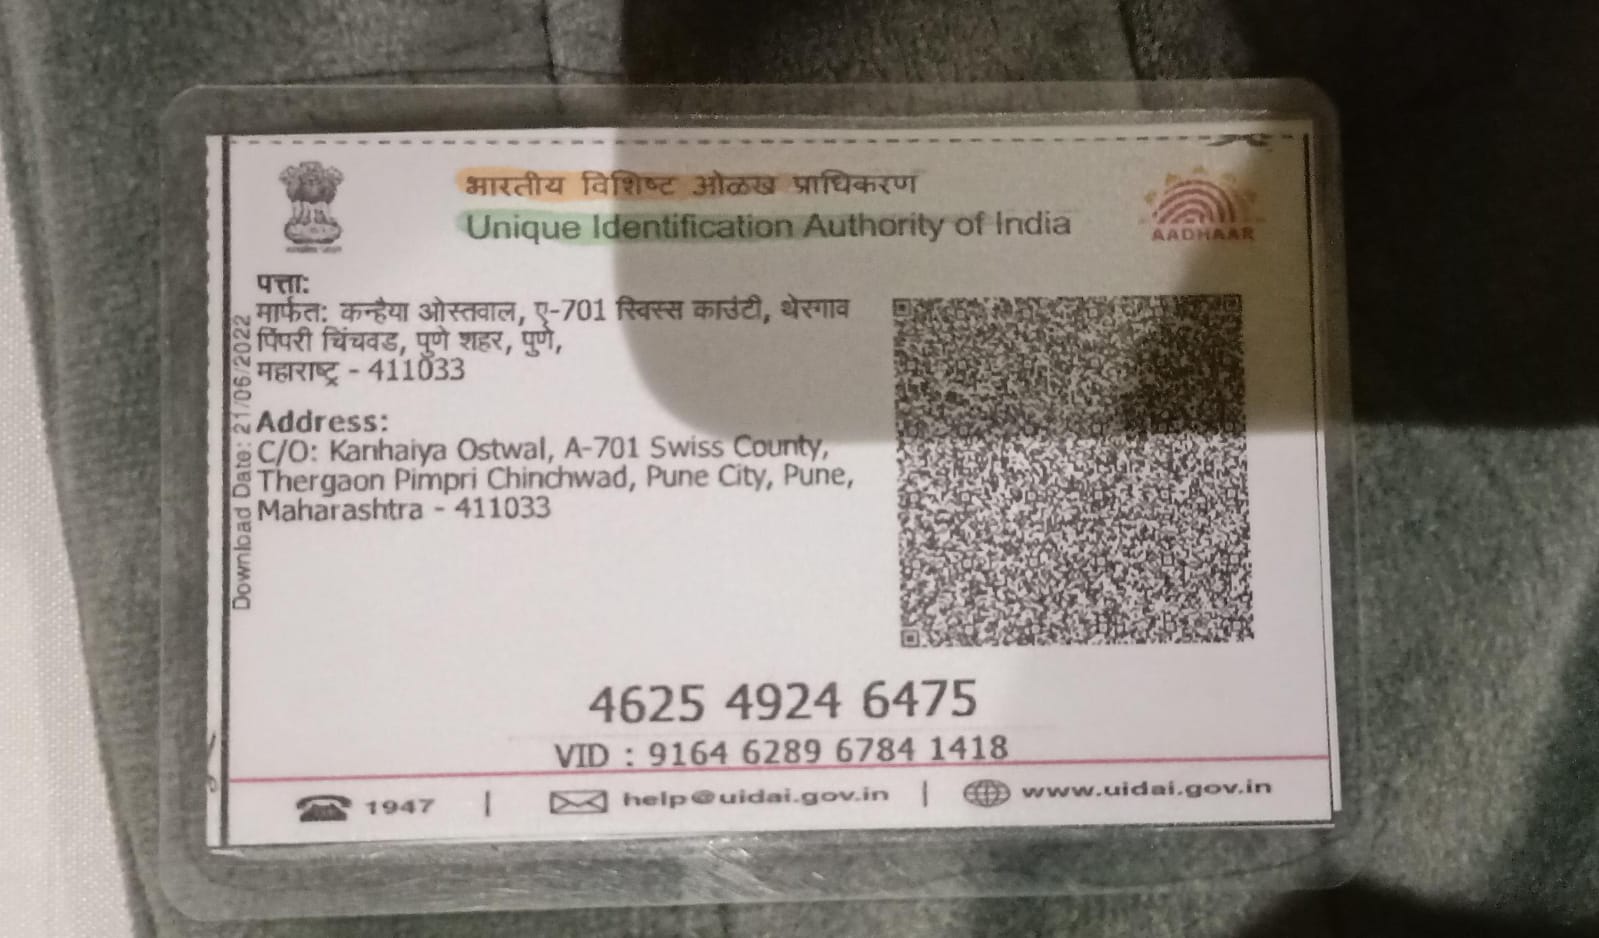 भारतीय विशिष्ट ओळख प्राधिकरण
Unique Identification Authority of India
AADHAAR
पत्ता:
मार्फत: कन्हैया ओस्तवाल, ए-701 स्विस्स काउंटी, थेरगाव
पिंपरी चिंचवड, पुणे शहर, पुणे,
महाराष्ट्र - 411033
Address:
C/O: Kanhaiya Ostwal, A-701 Swiss County,
Thergaon Pimpri Chinchwad, Pune City, Pune,
Maharashtra - 411033
Download Date: 21/06/2022
4625 4924 6475
VID : 9164 6289 6784 1418
1947 | help@uidai.gov.in | www.uidai.gov.in